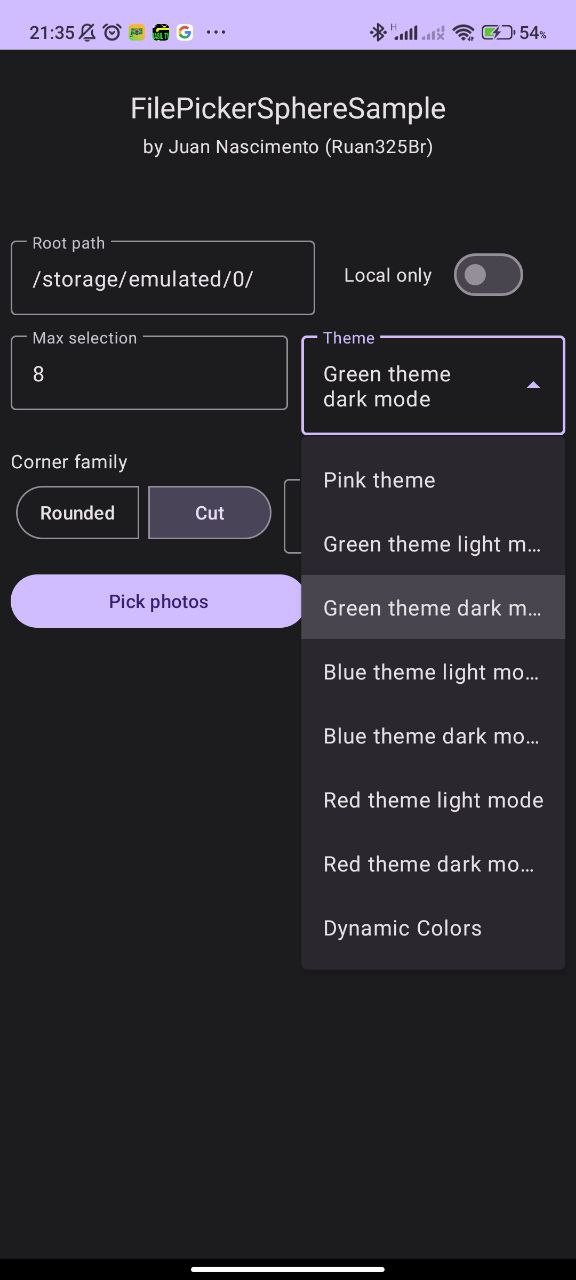 21:35
54%
FilePickerSphereSample
by Juan Nascimento (Ruan325Br)
Root path
/storage/emulated/0/
Local only
Max selection
8
Theme
Green theme
dark mode
Corner family
Rounded
Cut
Pick photos
Pink theme
Green theme light m…
Green theme dark m…
Blue theme light mo…
Blue theme dark mo…
Red theme light mode
Red theme dark mo…
Dynamic Colors